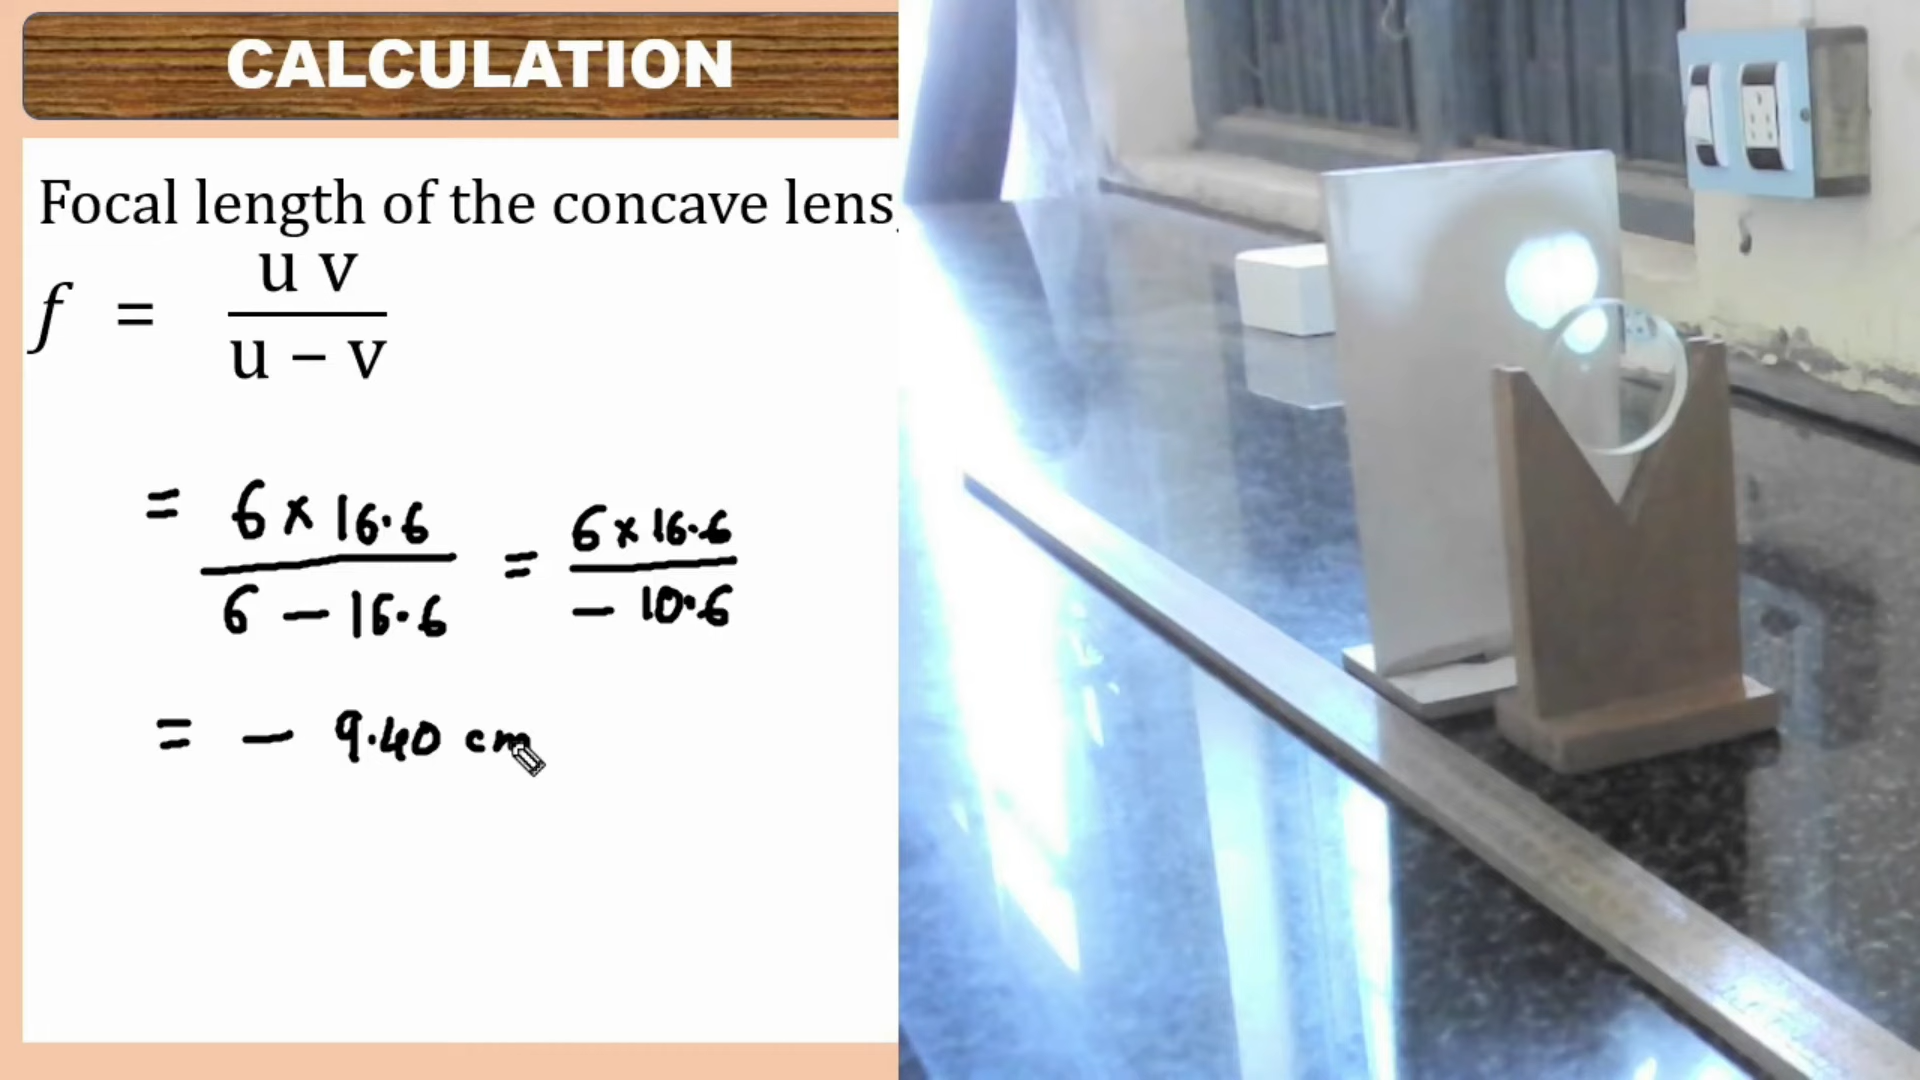 CALCULATION
Focal length of the concave lens,
f = u v / u – v
= 6 × 16.6 / 6 – 16.6 = 6 × 16.6 / – 10.6
= – 9.40 cm